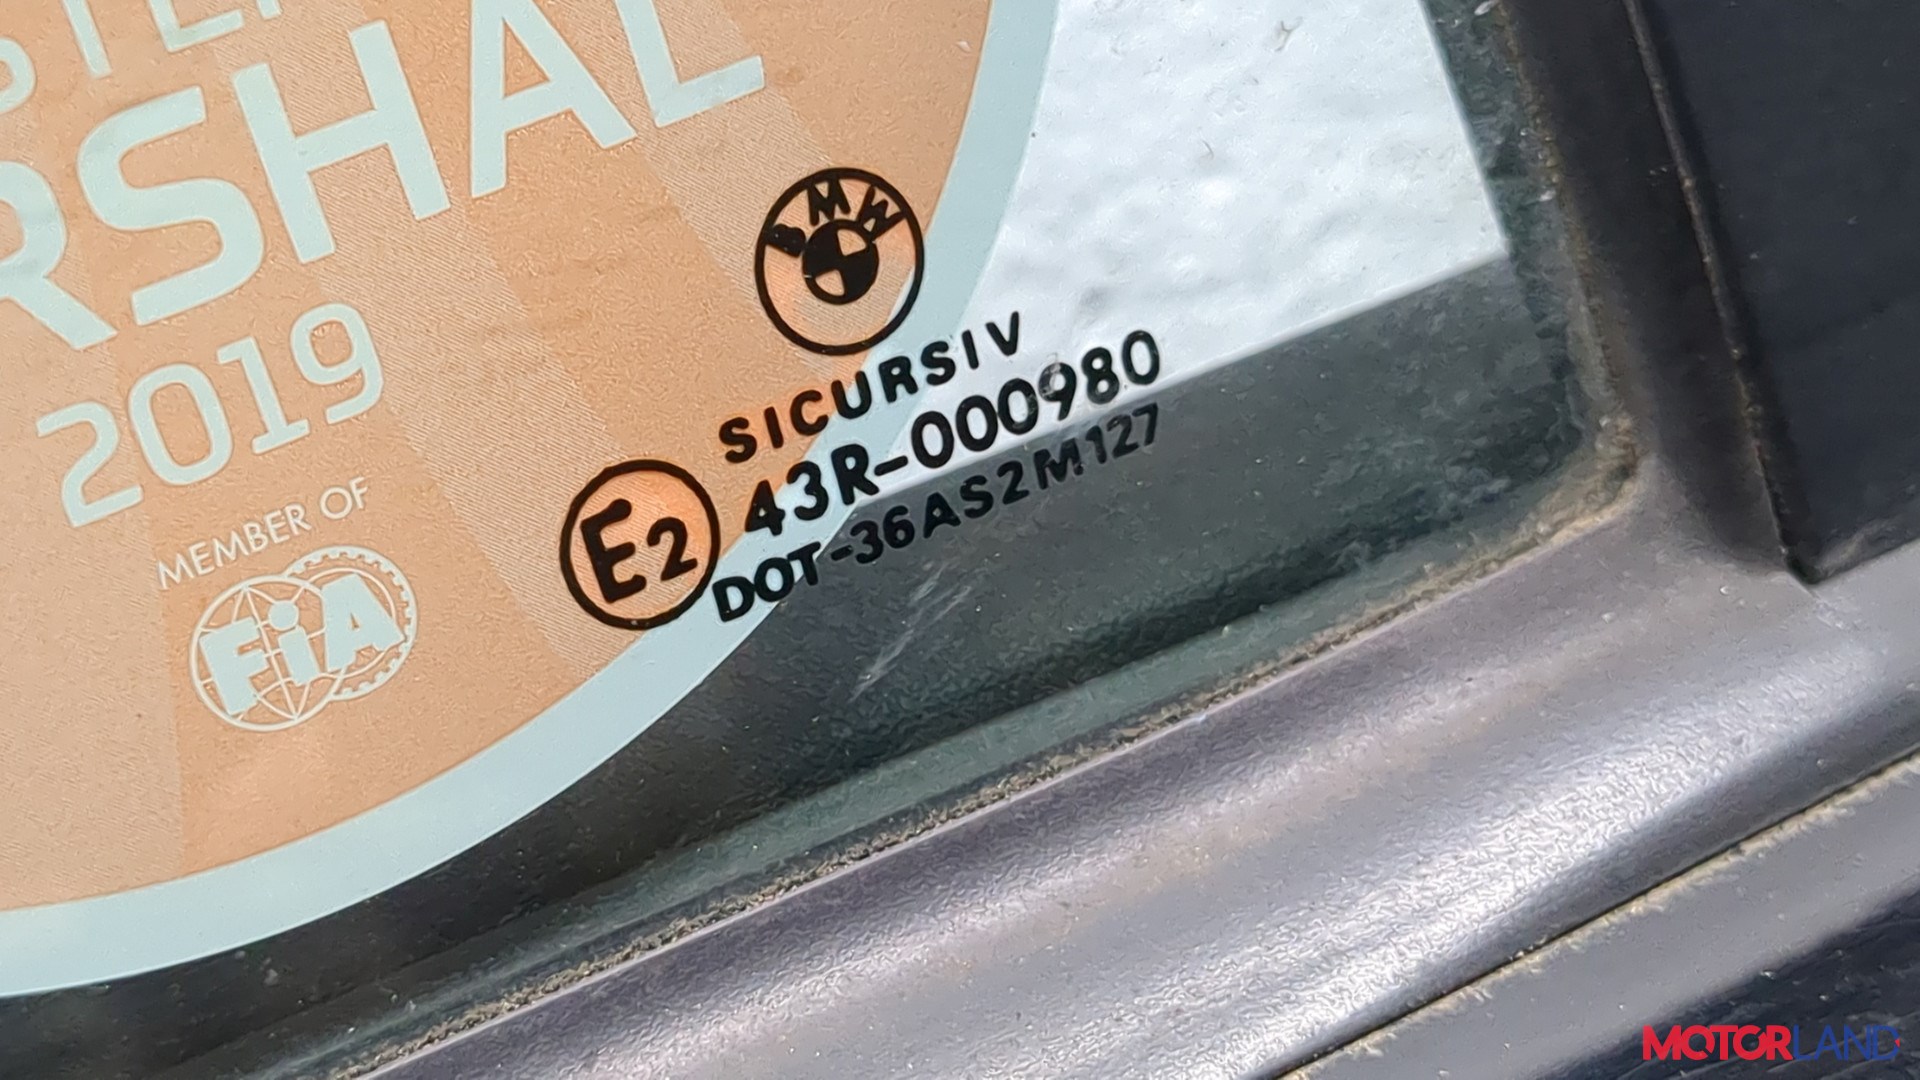 RSHAL
2019
MEMBER OF
FiA
BMW
SICURSIV
E2 43R-000980
DOT-36AS2M127
MOTORLAND